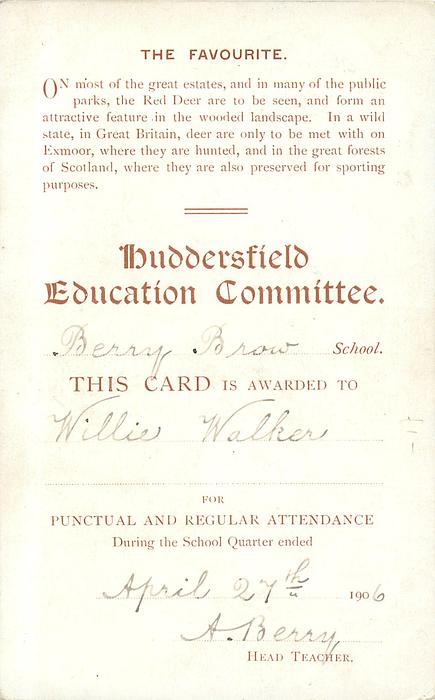 THE FAVOURITE.
ON most of the great estates, and in many of the public
parks, the Red Deer are to be seen, and form an
attractive feature in the wooded landscape. In a wild
state, in Great Britain, deer are only to be met with on
Exmoor, where they are hunted, and in the great forests
of Scotland, where they are also preserved for sporting
purposes.
Huddersfield
Education Committee.
Berry Brow School.
THIS CARD IS AWARDED TO
Willie Walker
FOR
PUNCTUAL AND REGULAR ATTENDANCE
During the School Quarter ended
April 27th 1906
A. Berry
HEAD TEACHER.